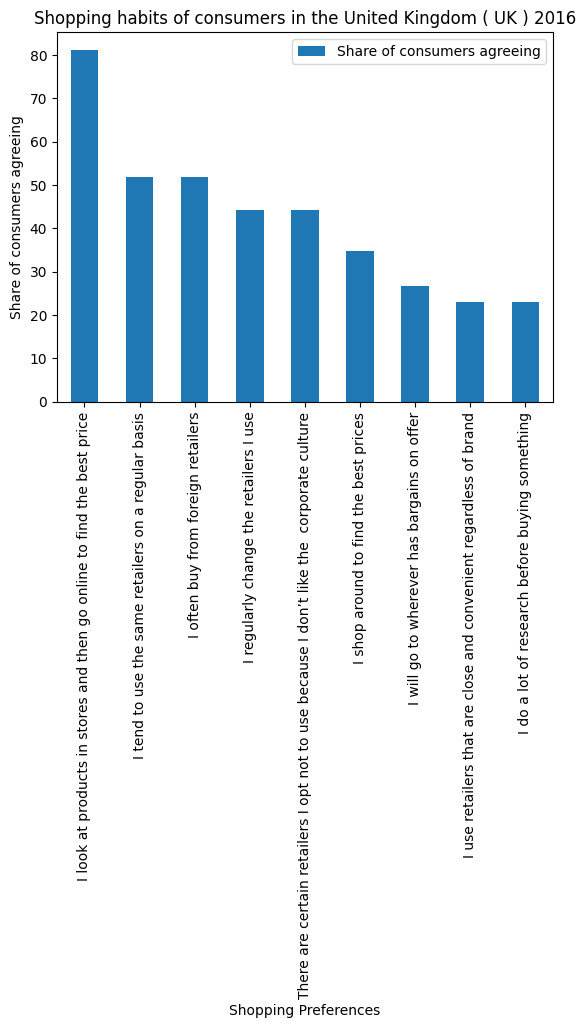 Shopping habits of consumers in the United Kingdom ( UK ) 2016
Share of consumers agreeing
Share of consumers agreeing
80
70
60
50
40
30
20
10
0
I look at products in stores and then go online to find the best price
I tend to use the same retailers on a regular basis
I often buy from foreign retailers
I regularly change the retailers I use
There are certain retailers I opt not to use because I don’t like the  corporate culture
I shop around to find the best prices
I will go to wherever has bargains on offer
I use retailers that are close and convenient regardless of brand
I do a lot of research before buying something
Shopping Preferences